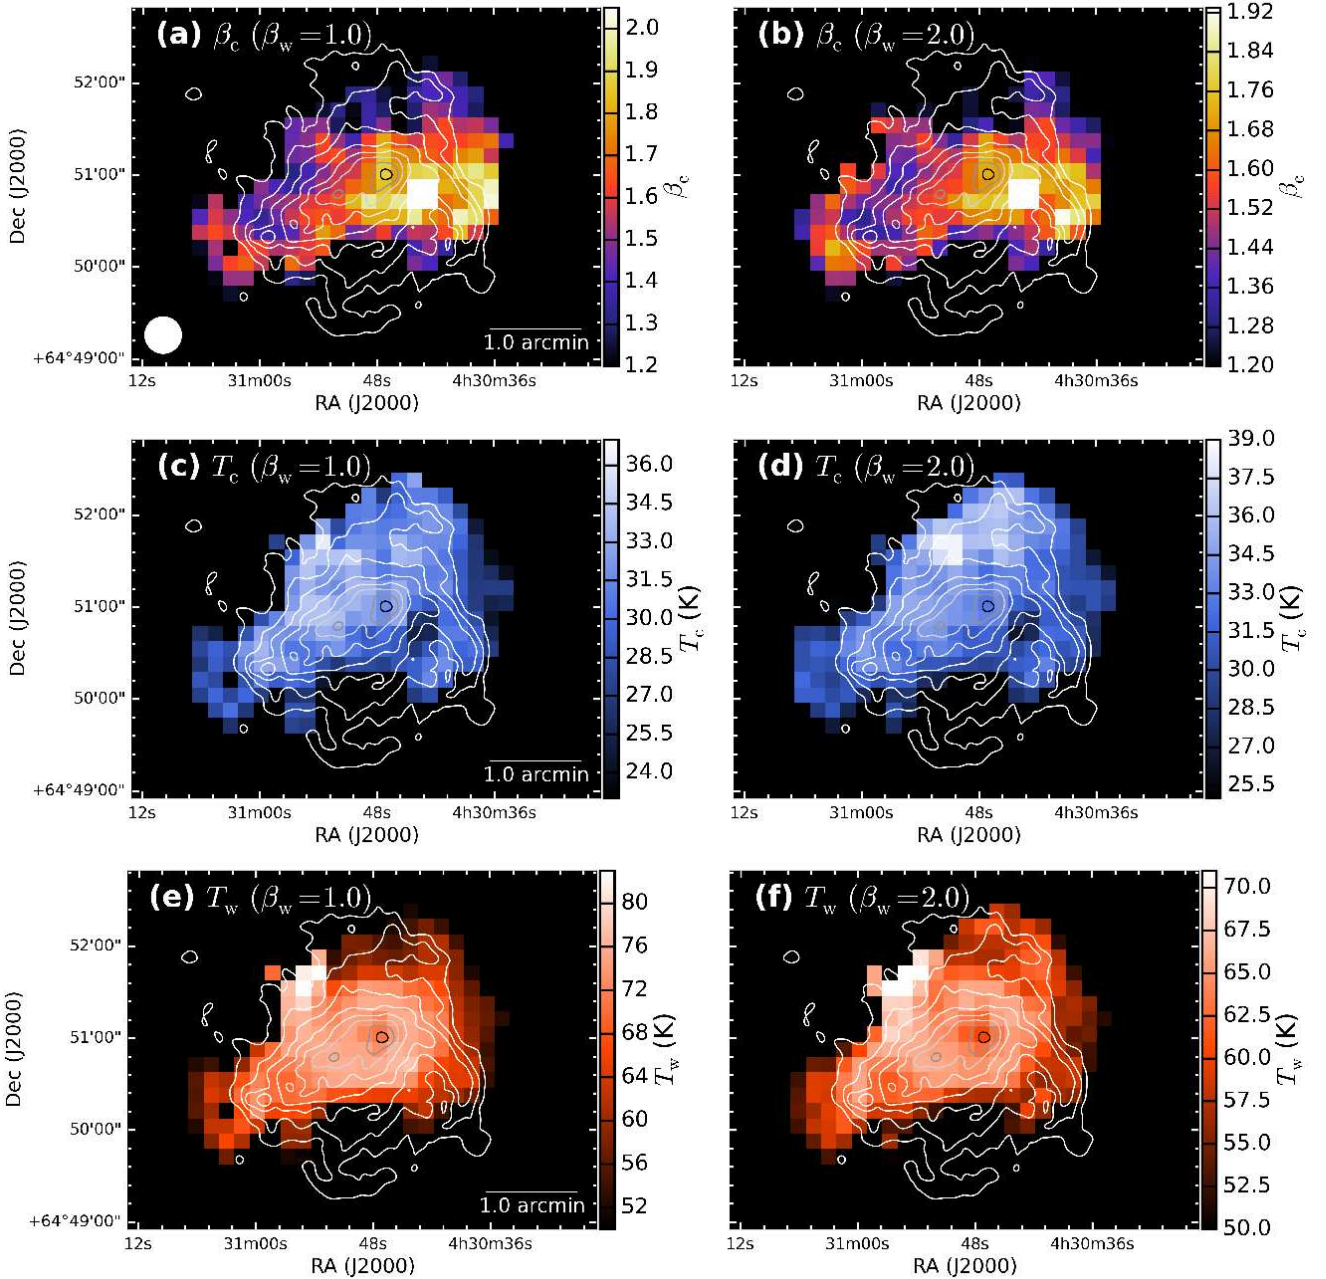 (a) βc (βw=1.0)
2.0
1.9
1.8
1.7
1.6
1.5
1.4
1.3
1.2
βc
52'00"
51'00"
50'00"
+64°49'00"
Dec (J2000)
1.0 arcmin
12s 31m00s 48s 4h30m36s
RA (J2000)
(b) βc (βw=2.0)
1.92
1.84
1.76
1.68
1.60
1.52
1.44
1.36
1.28
1.20
βc
12s 31m00s 48s 4h30m36s
RA (J2000)
(c) Tc (βw=1.0)
36.0
34.5
33.0
31.5
30.0
28.5
27.0
25.5
24.0
Tc (K)
52'00"
51'00"
50'00"
+64°49'00"
Dec (J2000)
1.0 arcmin
12s 31m00s 48s 4h30m36s
RA (J2000)
(d) Tc (βw=2.0)
39.0
37.5
36.0
34.5
33.0
31.5
30.0
28.5
27.0
25.5
Tc (K)
12s 31m00s 48s 4h30m36s
RA (J2000)
(e) Tw (βw=1.0)
80
76
72
68
64
60
56
52
Tw (K)
52'00"
51'00"
50'00"
+64°49'00"
Dec (J2000)
1.0 arcmin
12s 31m00s 48s 4h30m36s
RA (J2000)
(f) Tw (βw=2.0)
70.0
67.5
65.0
62.5
60.0
57.5
55.0
52.5
50.0
Tw (K)
12s 31m00s 48s 4h30m36s
RA (J2000)